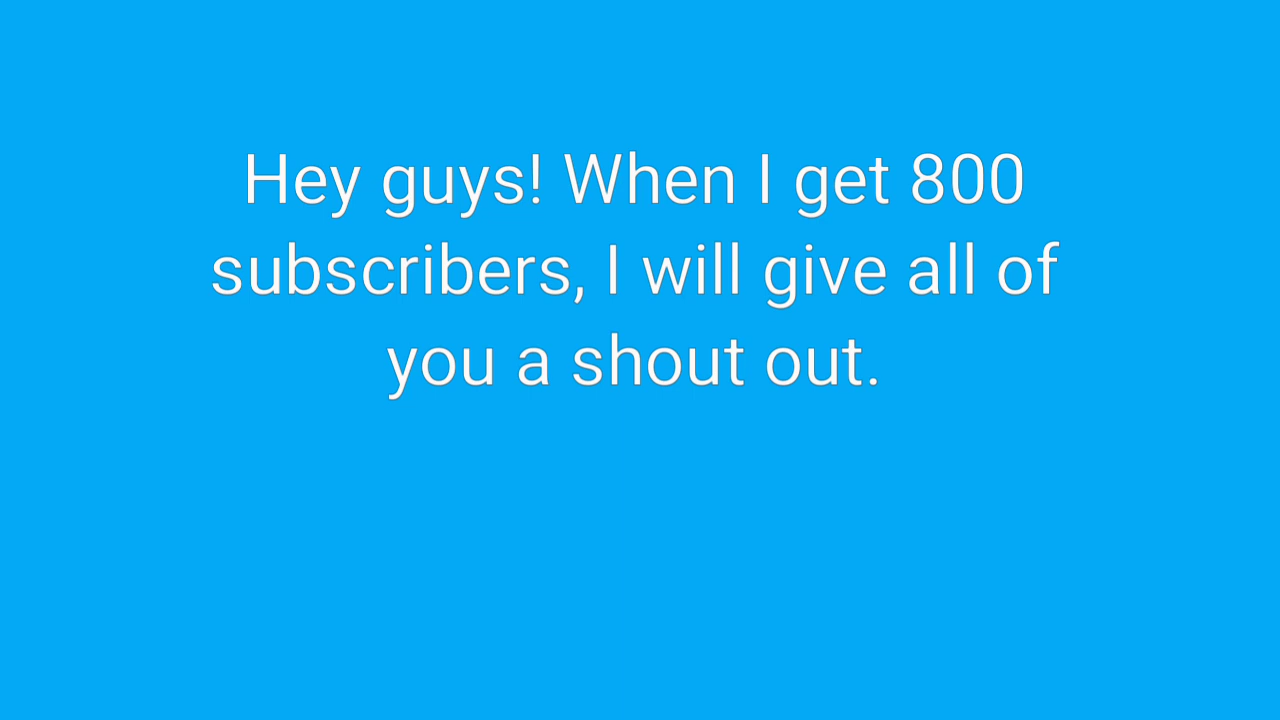 Hey guys! When I get 800
subscribers, I will give all of
you a shout out.